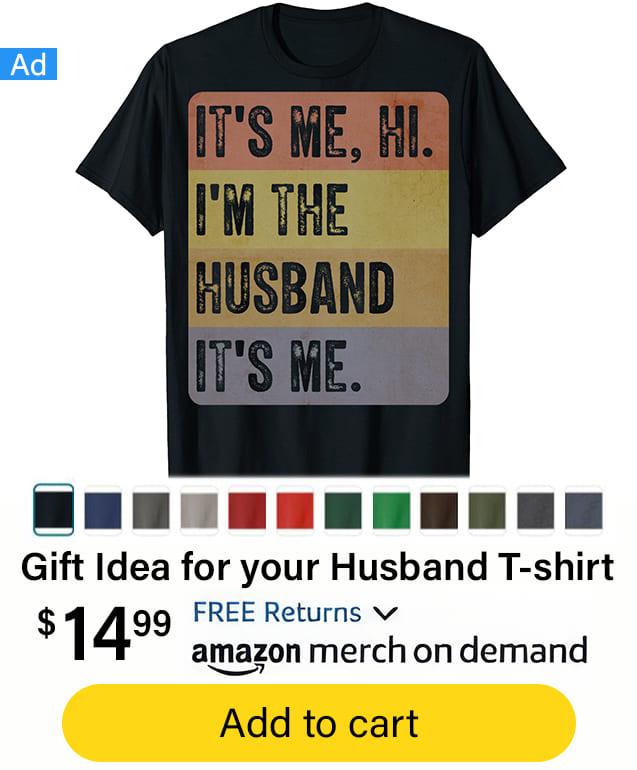 Ad
IT'S ME, HI.
I'M THE
HUSBAND
IT'S ME.
Gift Idea for your Husband T-shirt
$14.99
FREE Returns
amazon merch on demand
Add to cart